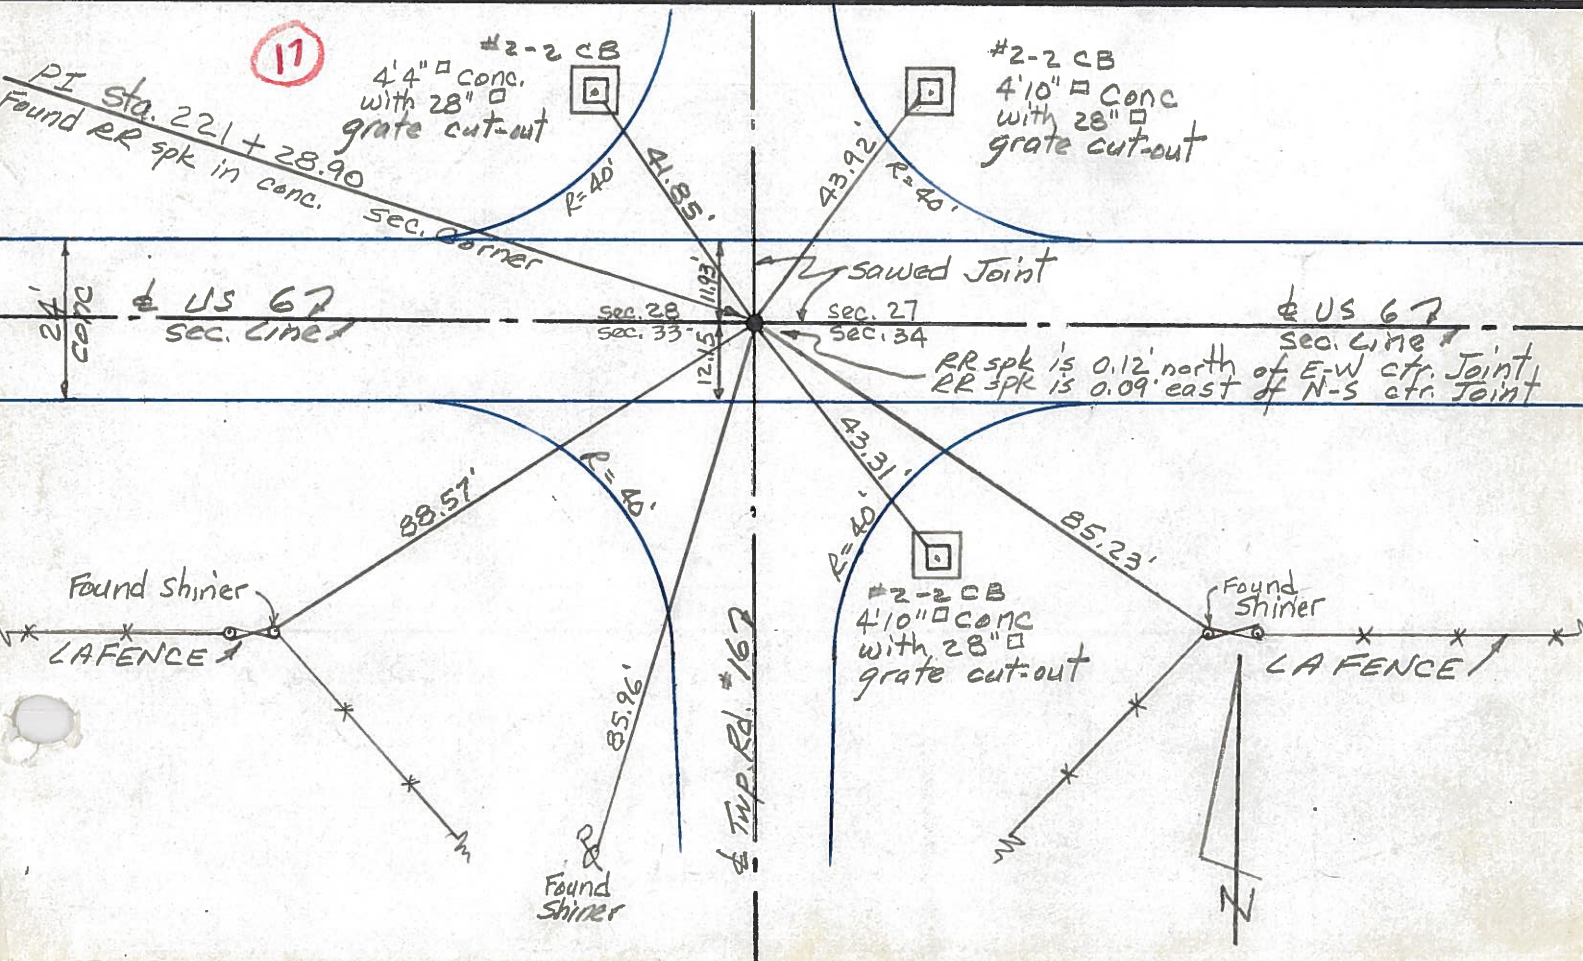 17
PI Sta. 221 + 28.90
Found RR spk in conc. sec. Corner
#2-2 CB
4'4" □ Conc.
with 28" □
grate cut-out
#2-2 CB
4'10" □ Conc
with 28" □
grate cut-out
R=40'
41.85'
43.92'
R=40'
24'
Conc
℄ US 6
Sec. Line
11.93'
12.15
sec. 28
sec. 33
Sawed Joint
sec. 27
Sec. 34
℄ US 6
Sec. Line
RR spk is 0.12' north of E-W ctr. Joint
RR spk is 0.09' east of N-S ctr. Joint
88.57'
R=40'
43.31'
R=40'
85.23'
Found Shiner
LA FENCE
85.96'
Found
Shiner
℄ Twp. Rd. #167
#2-2 CB
4'10" □ Conc
with 28" □
grate cut-out
Found
Shiner
LA FENCE
N